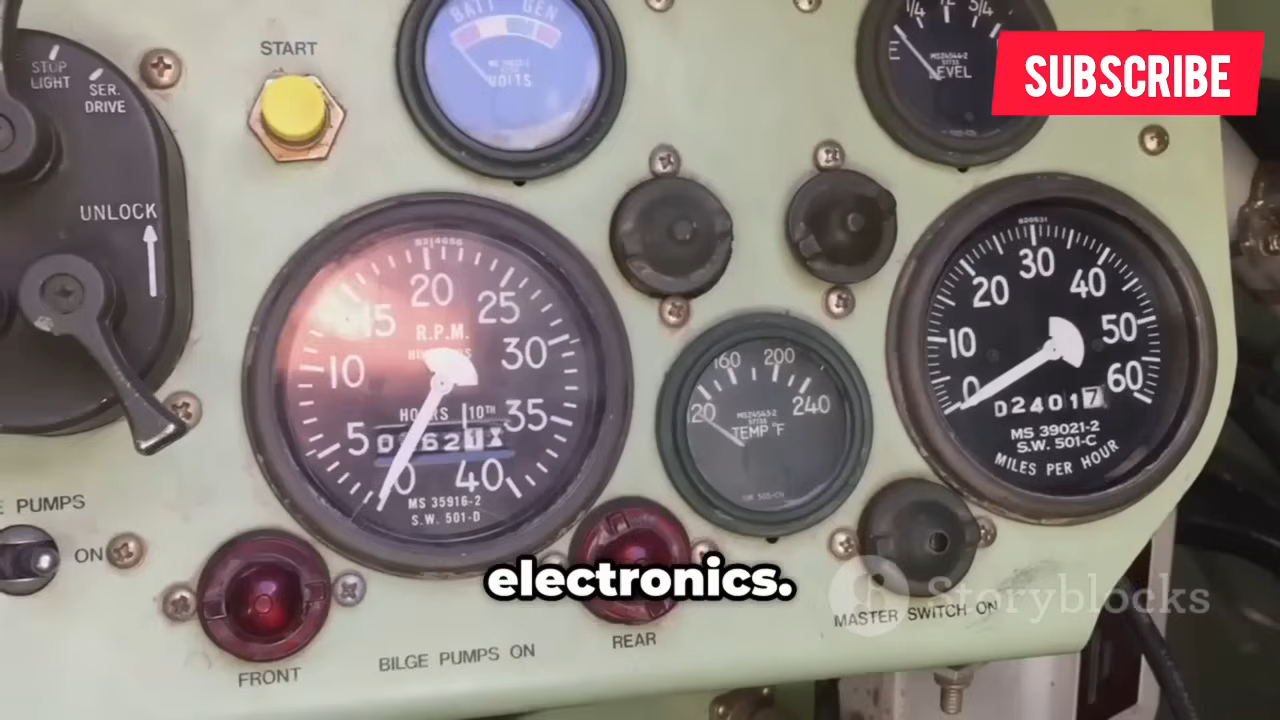 BATT GEN
VOLTS
START
STOP
LIGHT
SER.
DRIVE
UNLOCK
1/4 1/2 3/4
E
LEVEL
SUBSCRIBE
5 10 15 20 25 30 35 40
0
R.P.M.
HOURS 10TH
MS 35916-2
S.W. 501-D
160 200
120 240
TEMP °F
0 10 20 30 40 50 60
024017
MS 39021-2
S.W. 501-C
MILES PER HOUR
PUMPS
ON
electronics.
Storyblocks
MASTER SWITCH ON
FRONT
BILGE PUMPS ON
REAR